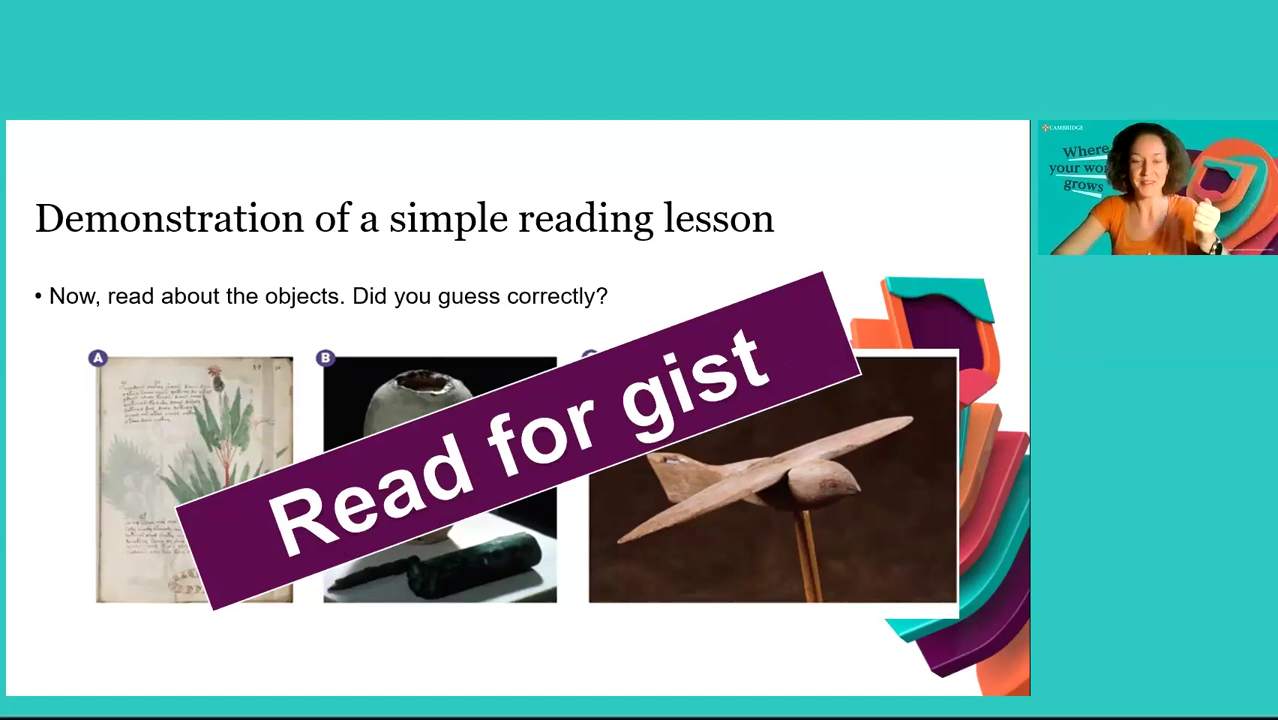 Demonstration of a simple reading lesson
• Now, read about the objects. Did you guess correctly?
A
B
Read for gist
CAMBRIDGE
Where
your
grows